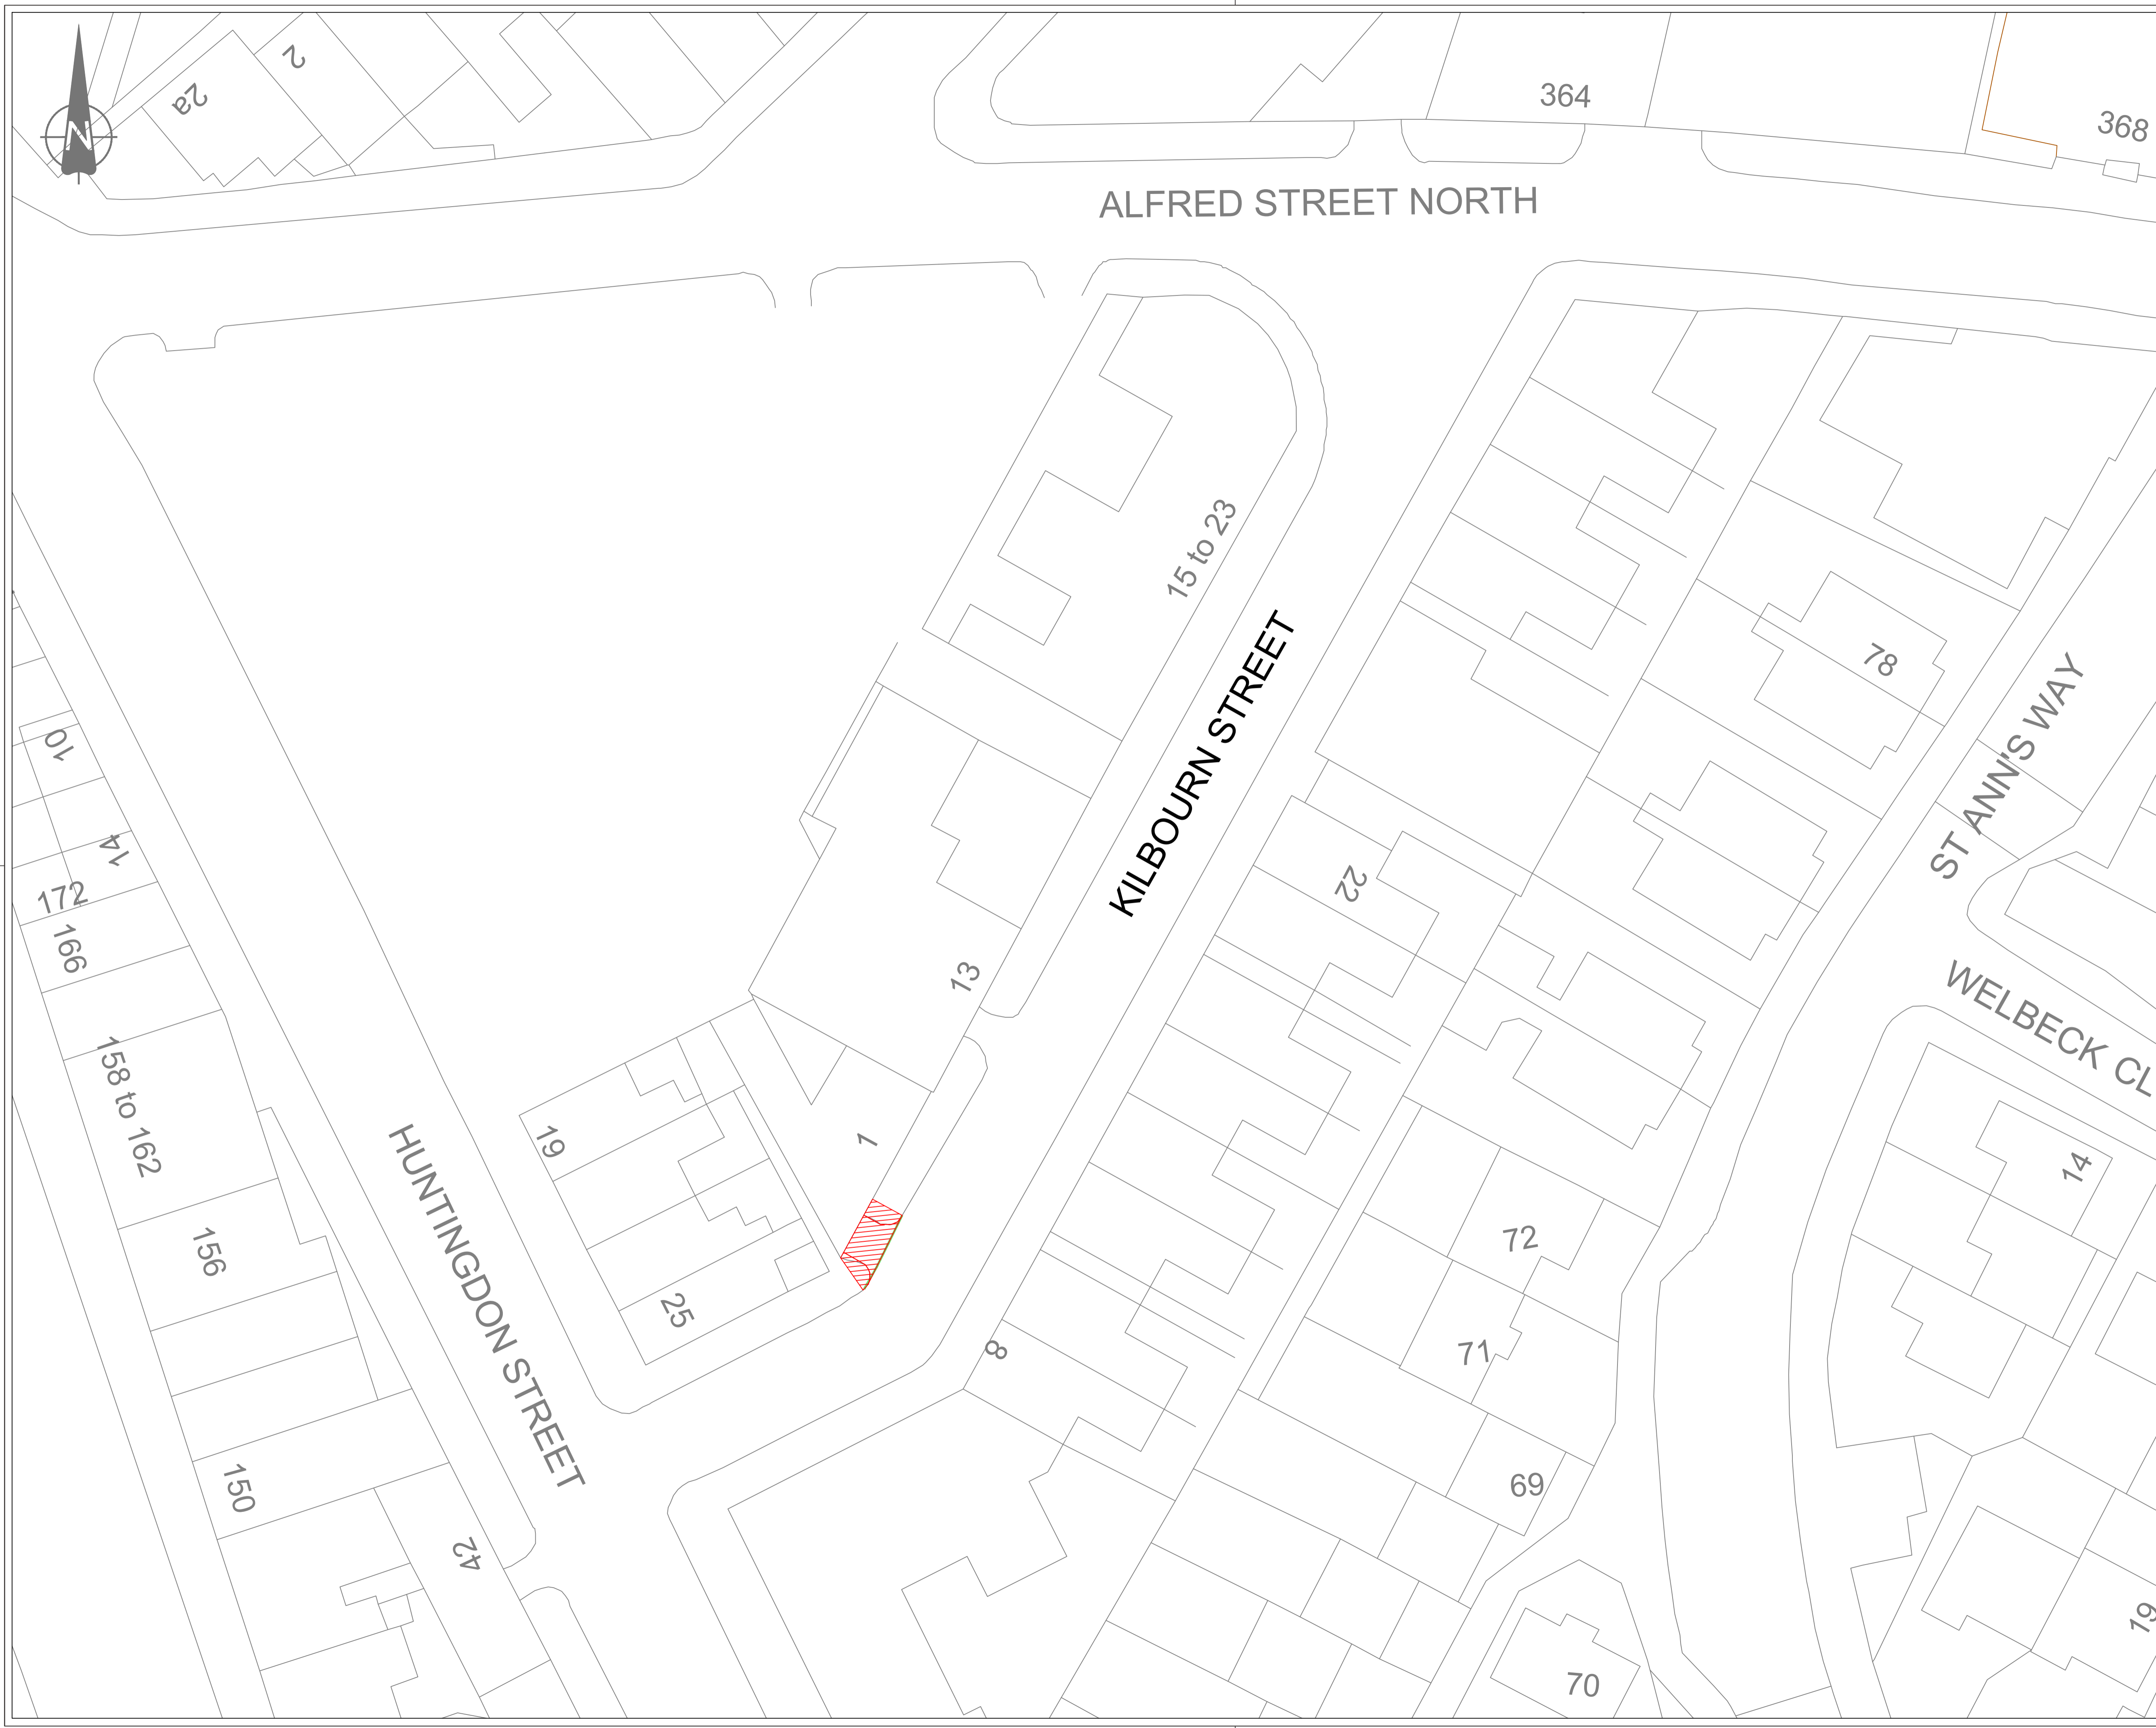 N
2
2a
364
368
ALFRED STREET NORTH
15 to 23
KILBOURN STREET
78
ST ANN'S WAY
10
14
172
166
22
13
WELBECK CL
158 to 162
19
1
14
HUNTINGDON STREET
72
156
25
8
71
150
69
42
19
70